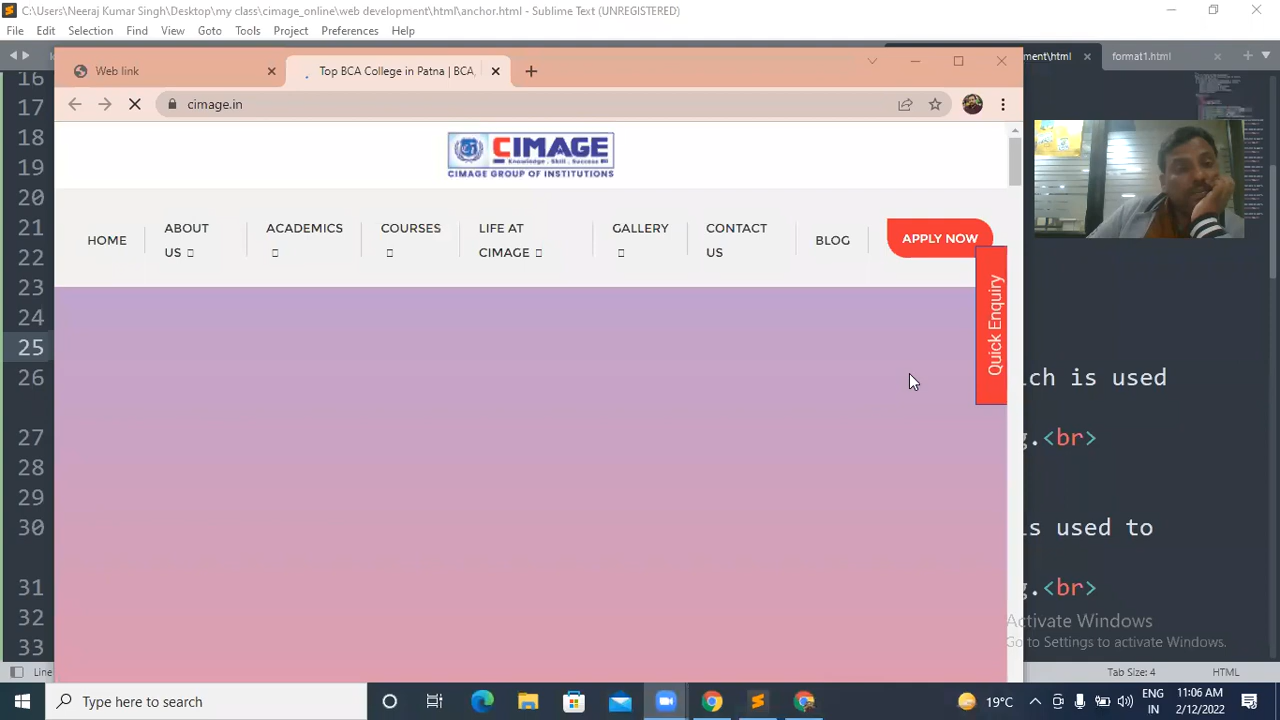 C:\Users\Neeraj Kumar Singh\Desktop\my class\cimage_online\web development\html\anchor.html - Sublime Text (UNREGISTERED)
File Edit Selection Find View Goto Tools Project Preferences Help
Web link
Top BCA College in Patna | BCA,
format1.html
cimage.in
CIMAGE
Knowledge . Skill . Success
CIMAGE GROUP OF INSTITUTIONS
HOME
ABOUT US
ACADEMICS
COURSES
LIFE AT CIMAGE
GALLERY
CONTACT US
BLOG
APPLY NOW
Quick Enquiry
16
17
18
19
20
21
22
23
24
25
26 ch is used
27 g.<br>
28
29
30 s used to
31 g.<br>
32
33
Activate Windows
Go to Settings to activate Windows.
Line
Tab Size: 4
HTML
Type here to search
19°C
ENG
IN
11:06 AM
2/12/2022